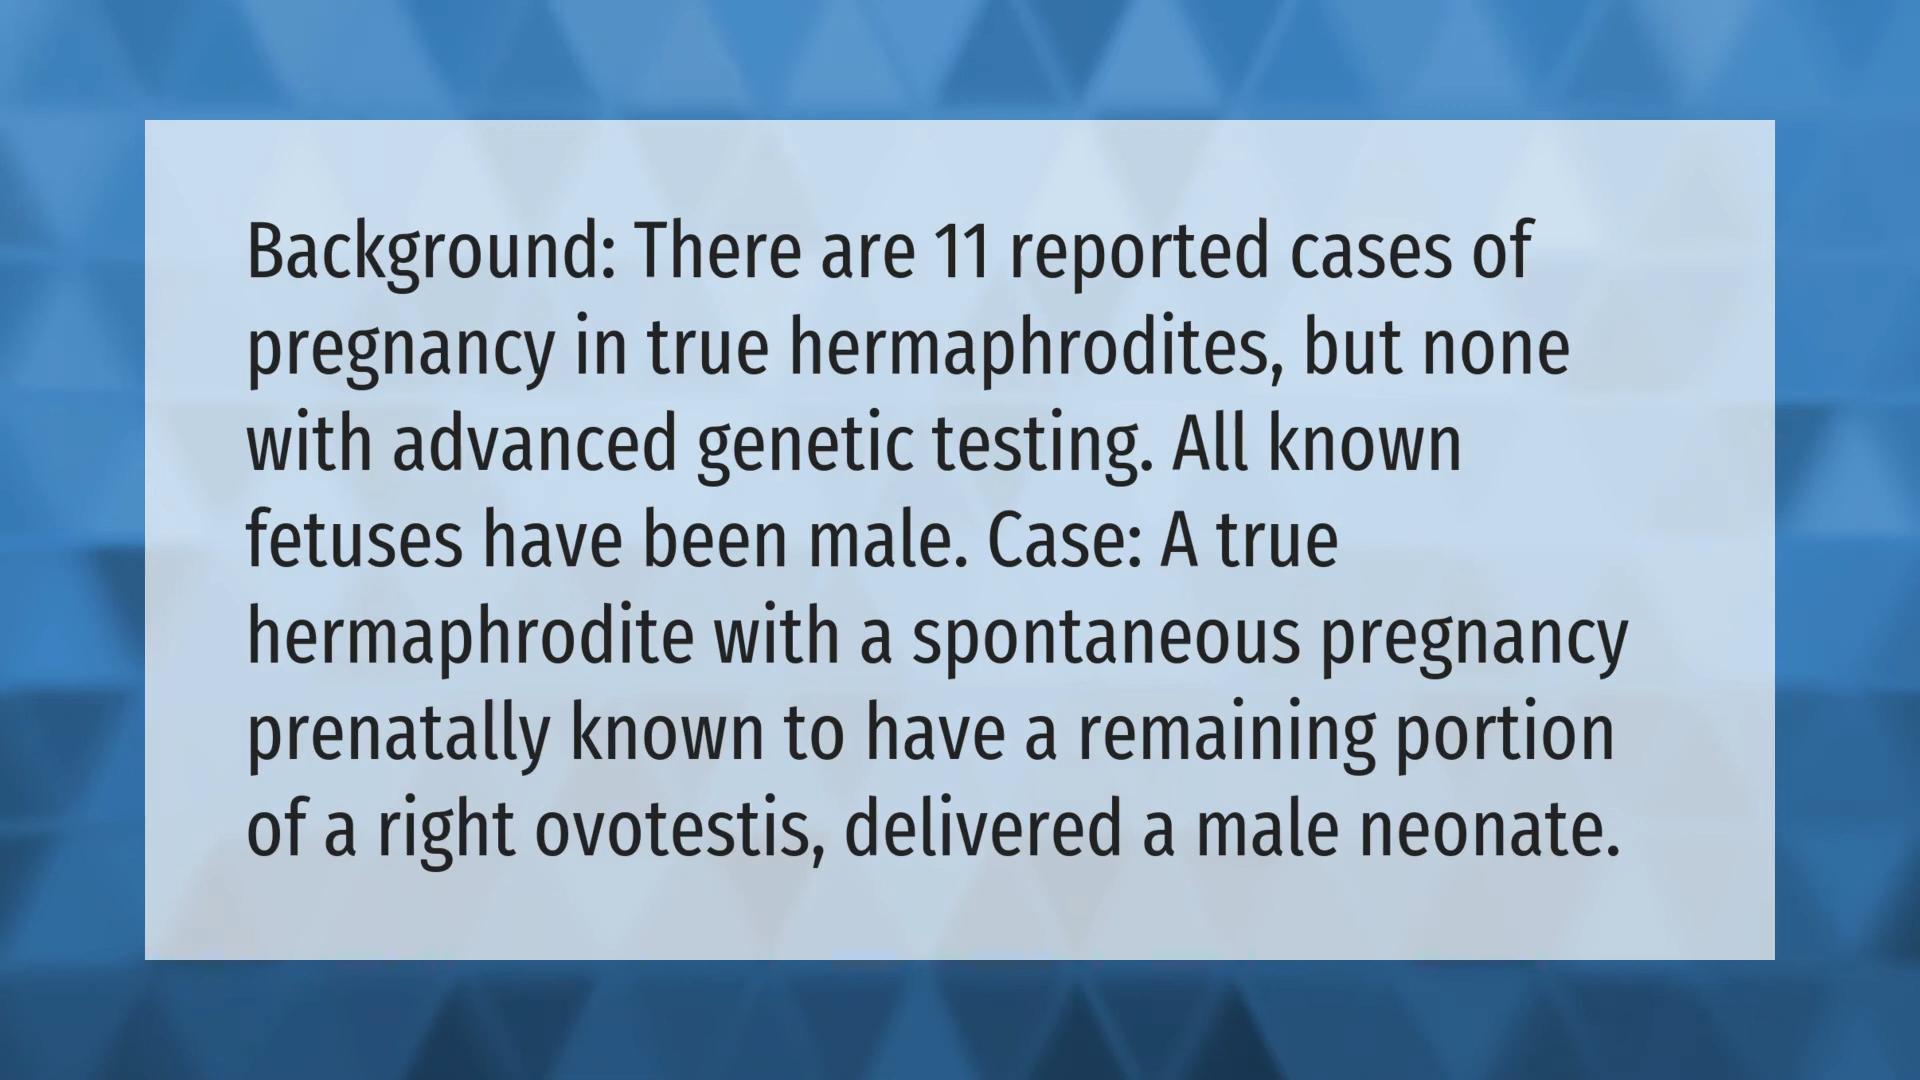 Background: There are 11 reported cases of
pregnancy in true hermaphrodites, but none
with advanced genetic testing. All known
fetuses have been male. Case: A true
hermaphrodite with a spontaneous pregnancy
prenatally known to have a remaining portion
of a right ovotestis, delivered a male neonate.